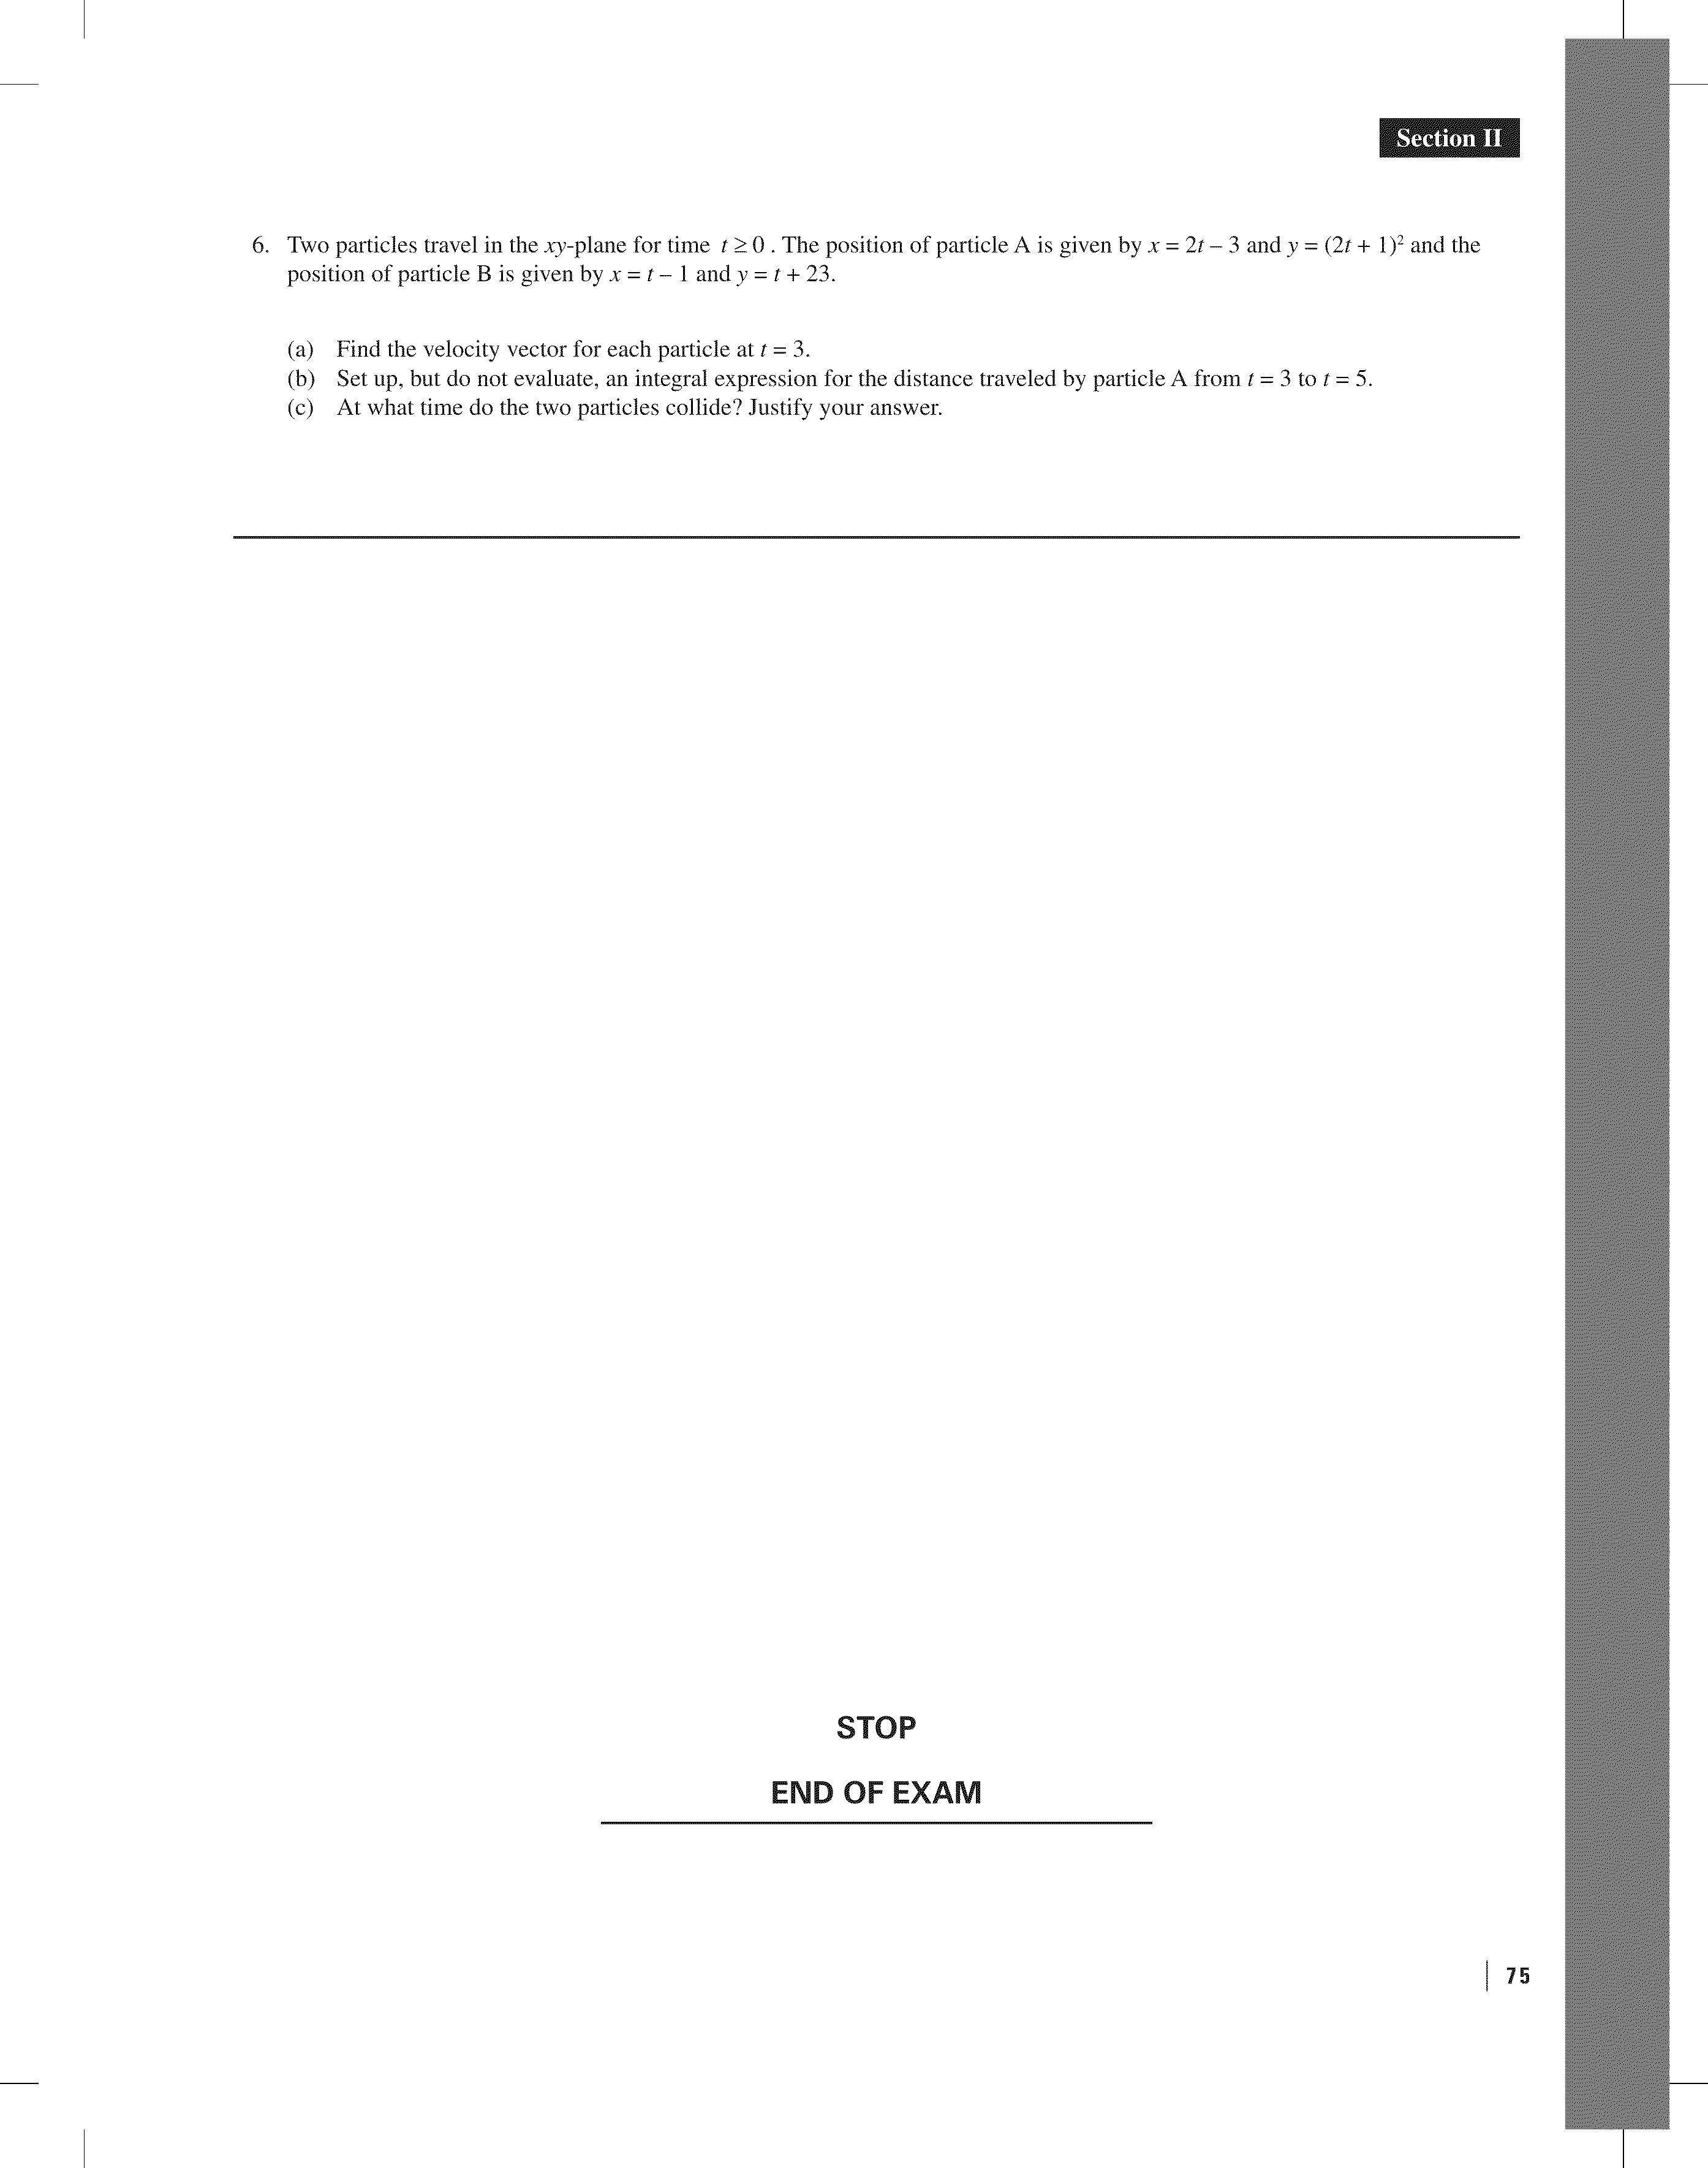 Section II
6. Two particles travel in the xy-plane for time t ≥ 0 . The position of particle A is given by x = 2t – 3 and y = (2t + 1)² and the
position of particle B is given by x = t – 1 and y = t + 23.
(a) Find the velocity vector for each particle at t = 3.
(b) Set up, but do not evaluate, an integral expression for the distance traveled by particle A from t = 3 to t = 5.
(c) At what time do the two particles collide? Justify your answer.
STOP
END OF EXAM
75